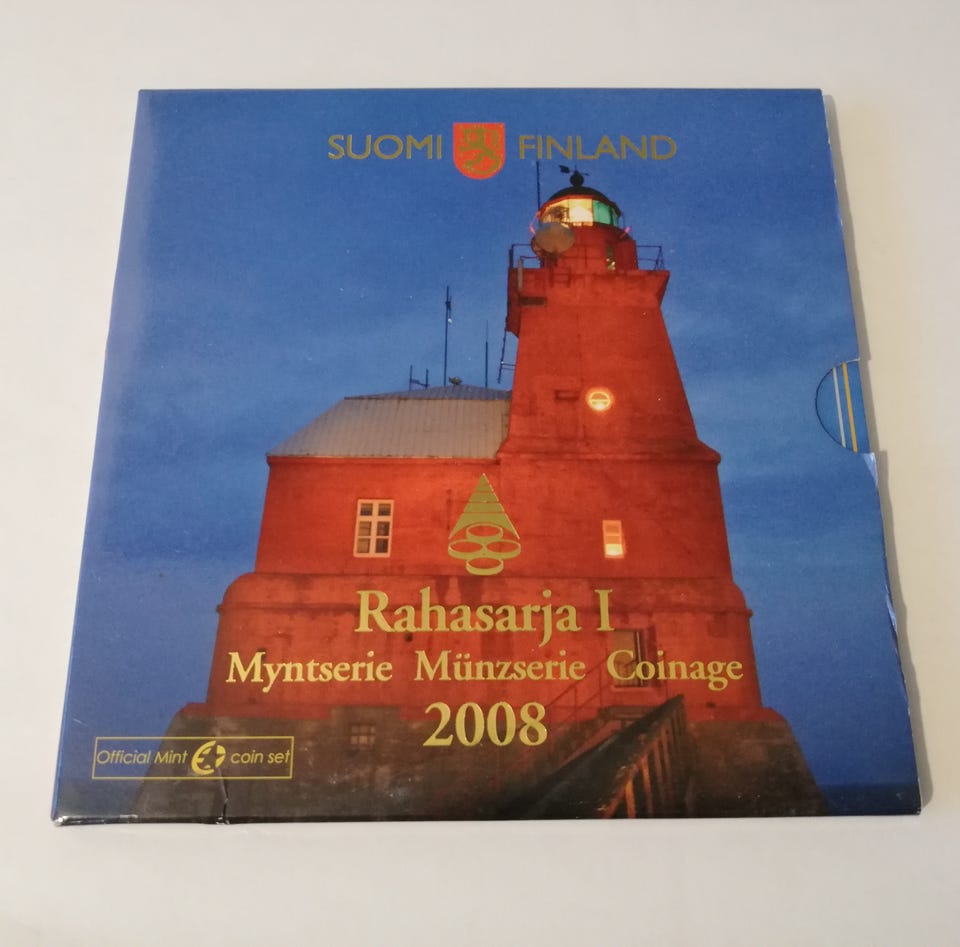 SUOMI FINLAND
Rahasarja I
Myntserie Münzserie Coinage
2008
Official Mint coin set